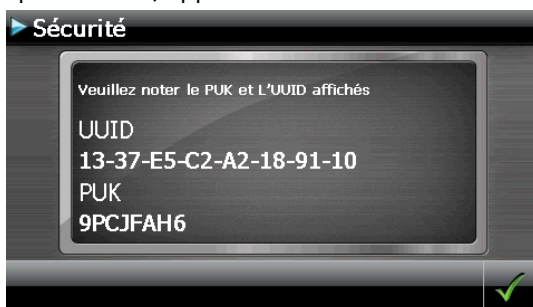 Sécurité
Veuillez noter le PUK et L'UUID affichés
UUID
13-37-E5-C2-A2-18-91-10
PUK
9PCJFAH6